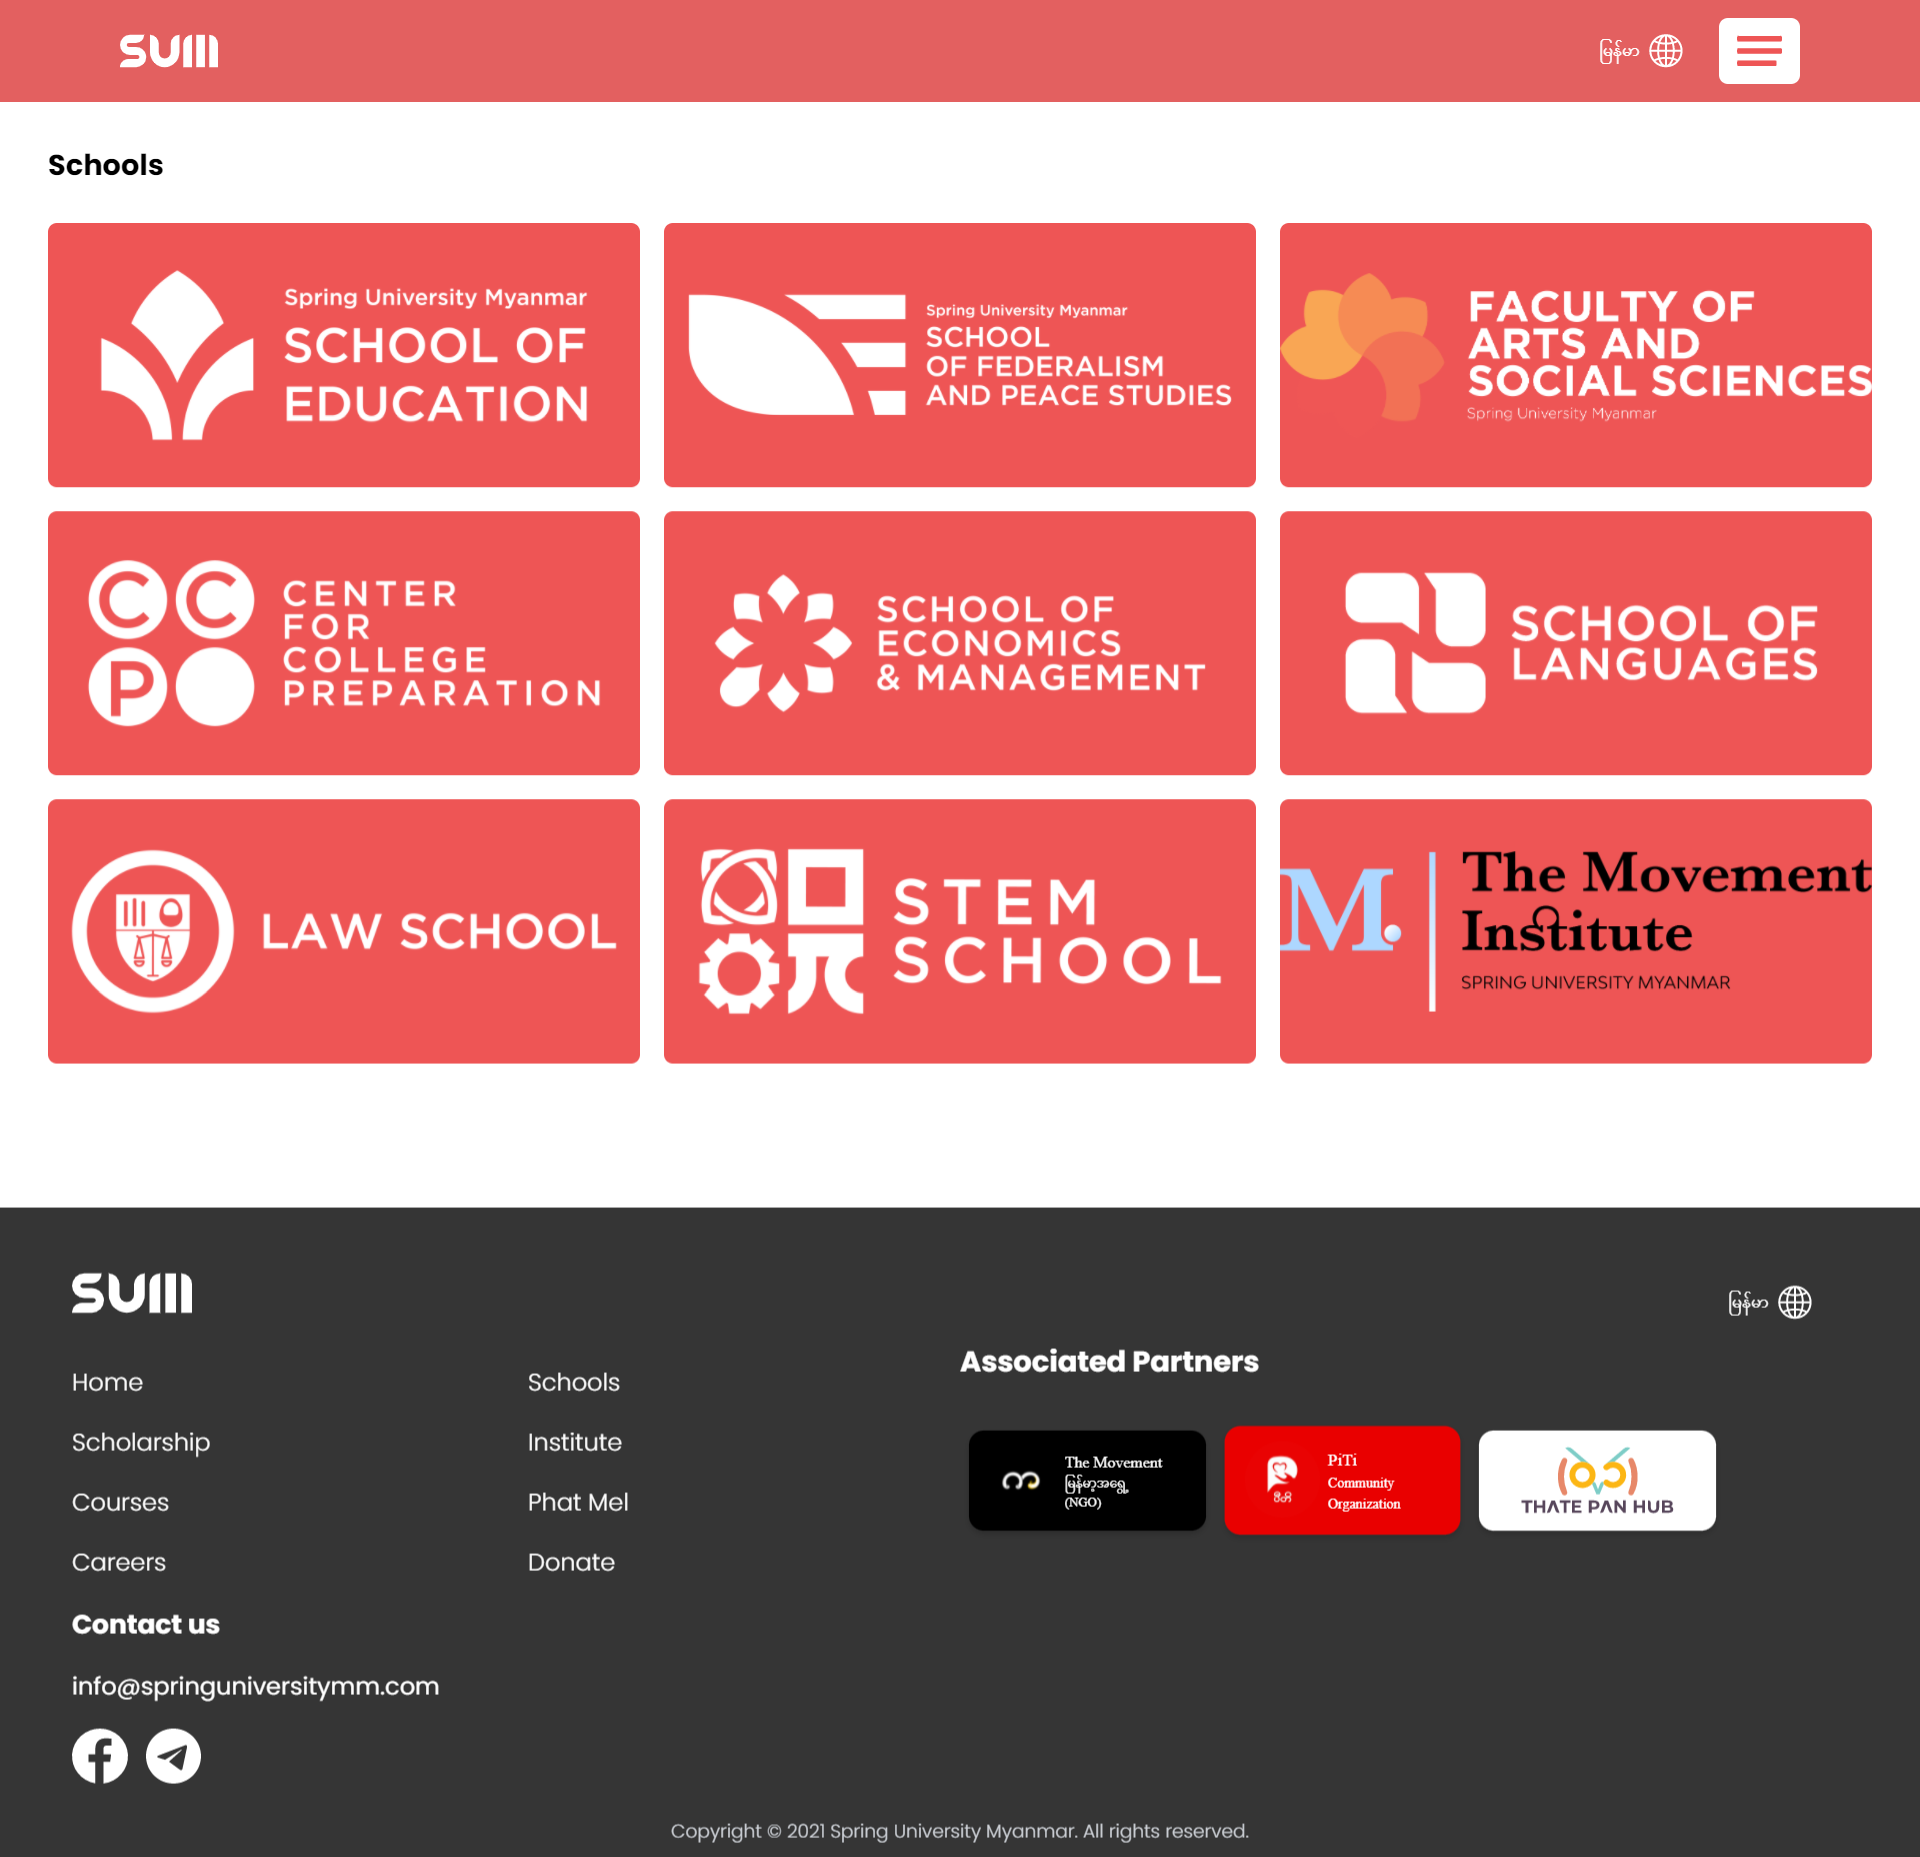 SUM
မြန်မာ
Schools
Spring University Myanmar
SCHOOL OF
EDUCATION
Spring University Myanmar
SCHOOL
OF FEDERALISM
AND PEACE STUDIES
FACULTY OF
ARTS AND
SOCIAL SCIENCES
Spring University Myanmar
CCP
CENTER
FOR
COLLEGE
PREPARATION
SCHOOL OF
ECONOMICS
& MANAGEMENT
SCHOOL OF
LANGUAGES
LAW SCHOOL
STEM
SCHOOL
M.
The Movement
Institute
SPRING UNIVERSITY MYANMAR
SUM
မြန်မာ
Home
Schools
Scholarship
Institute
Courses
Phat Mel
Careers
Donate
Associated Partners
The Movement
မြန်မာ့အရွေ့
(NGO)
ပီတိ
PiTi
Community
Organization
THATE PAN HUB
Contact us
info@springuniversitymm.com
Copyright © 2021 Spring University Myanmar. All rights reserved.